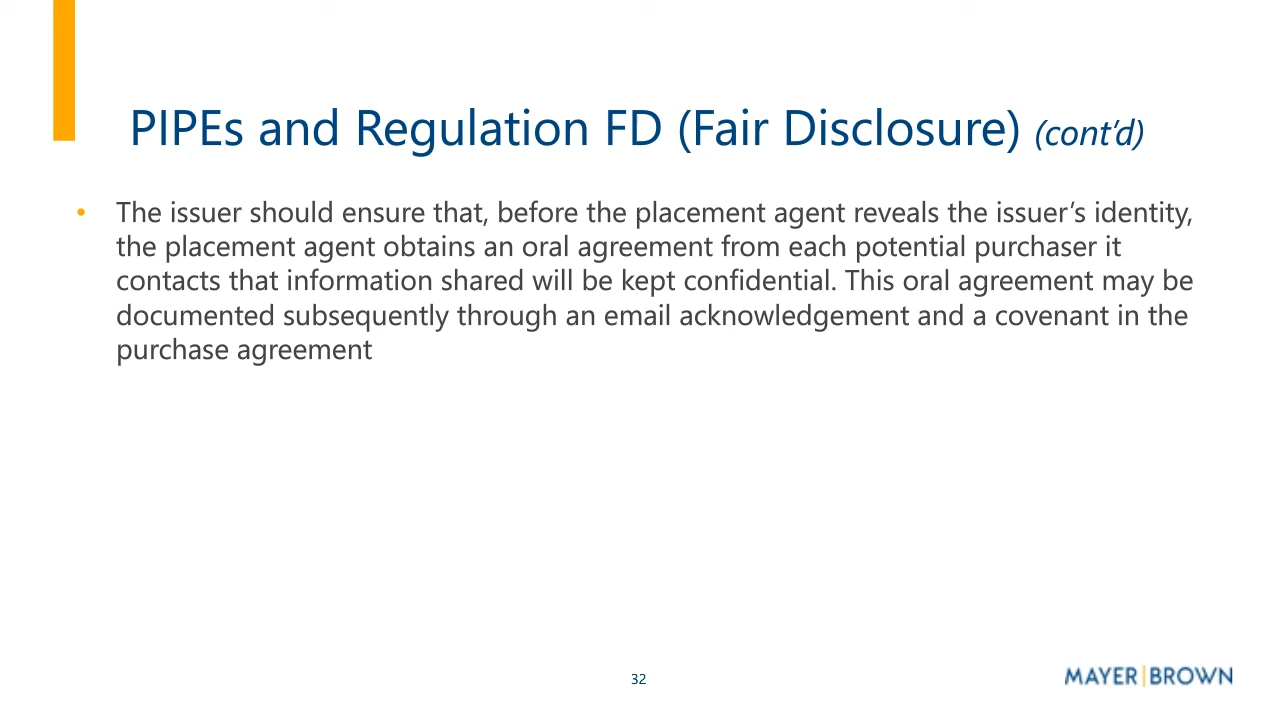 PIPEs and Regulation FD (Fair Disclosure) (cont’d)
• The issuer should ensure that, before the placement agent reveals the issuer’s identity,
the placement agent obtains an oral agreement from each potential purchaser it
contacts that information shared will be kept confidential. This oral agreement may be
documented subsequently through an email acknowledgement and a covenant in the
purchase agreement
32
MAYER|BROWN